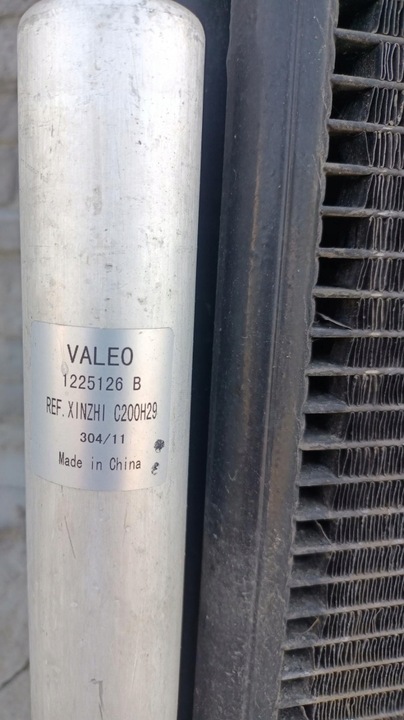 VALEO
1225126 B
REF.XINZHI C200H29
304/11
Made in China